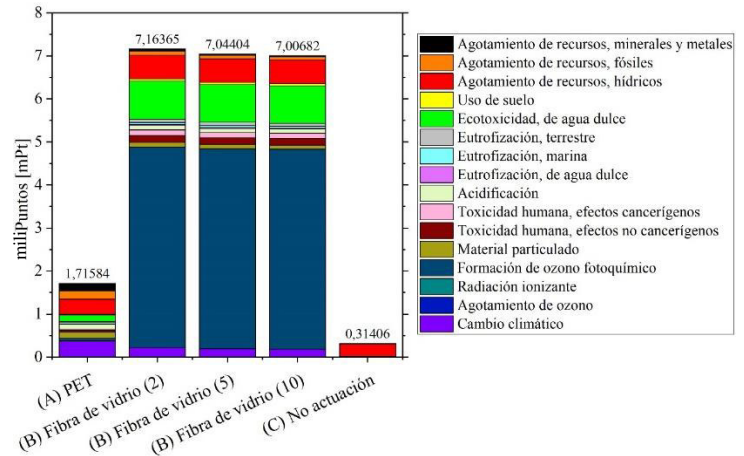 8
7
6
5
4
3
2
1
0
miliPuntos [mPt]
1,71584
7,16365
7,04404
7,00682
0,31406
(A) PET
(B) Fibra de vidrio (2)
(B) Fibra de vidrio (5)
(B) Fibra de vidrio (10)
(C) No actuación
Agotamiento de recursos, minerales y metales
Agotamiento de recursos, fósiles
Agotamiento de recursos, hídricos
Uso de suelo
Ecotoxicidad, de agua dulce
Eutrofización, terrestre
Eutrofización, marina
Eutrofización, de agua dulce
Acidificación
Toxicidad humana, efectos cancerígenos
Toxicidad humana, efectos no cancerígenos
Material particulado
Formación de ozono fotoquímico
Radiación ionizante
Agotamiento de ozono
Cambio climático